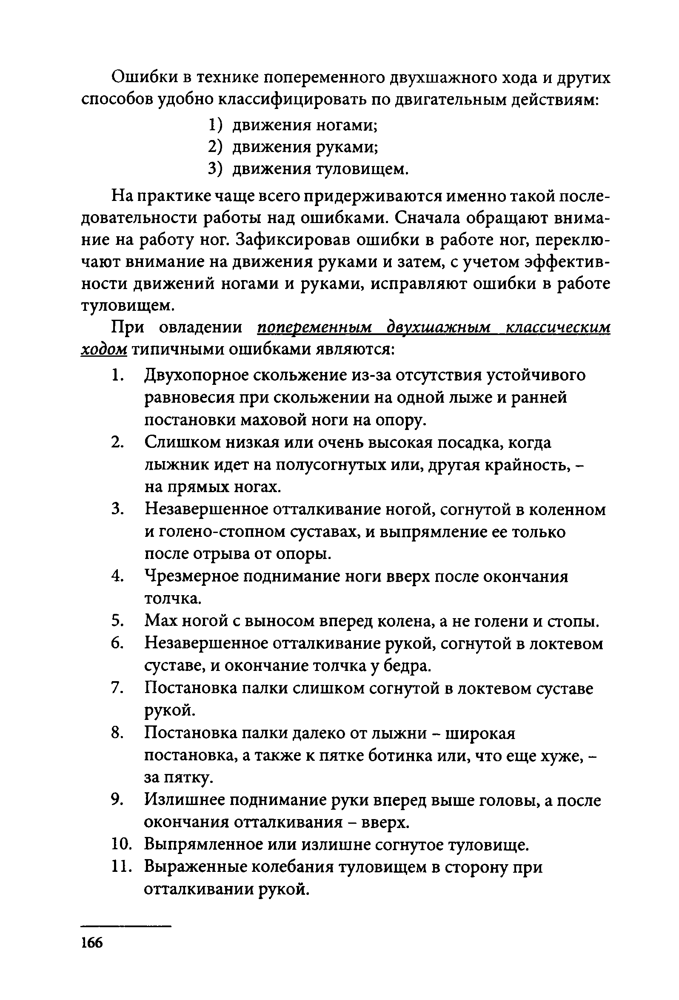 Ошибки в технике попеременного двухшажного хода и других
способов удобно классифицировать по двигательным действиям:
1) движения ногами;
2) движения руками;
3) движения туловищем.
На практике чаще всего придерживаются именно такой после-
довательности работы над ошибками. Сначала обращают внима-
ние на работу ног. Зафиксировав ошибки в работе ног, переклю-
чают внимание на движения руками и затем, с учетом эффектив-
ности движений ногами и руками, исправляют ошибки в работе
туловищем.
При овладении попеременным двухшажным классическим
ходом типичными ошибками являются:
1. Двухопорное скольжение из-за отсутствия устойчивого
равновесия при скольжении на одной лыже и ранней
постановки маховой ноги на опору.
2. Слишком низкая или очень высокая посадка, когда
лыжник идет на полусогнутых или, другая крайность, –
на прямых ногах.
3. Незавершенное отталкивание ногой, согнутой в коленном
и голено-стопном суставах, и выпрямление ее только
после отрыва от опоры.
4. Чрезмерное поднимание ноги вверх после окончания
толчка.
5. Мах ногой с выносом вперед колена, а не голени и стопы.
6. Незавершенное отталкивание рукой, согнутой в локтевом
суставе, и окончание толчка у бедра.
7. Постановка палки слишком согнутой в локтевом суставе
рукой.
8. Постановка палки далеко от лыжни – широкая
постановка, а также к пятке ботинка или, что еще хуже, –
за пятку.
9. Излишнее поднимание руки вперед выше головы, а после
окончания отталкивания – вверх.
10. Выпрямленное или излишне согнутое туловище.
11. Выраженные колебания туловищем в сторону при
отталкивании рукой.
166